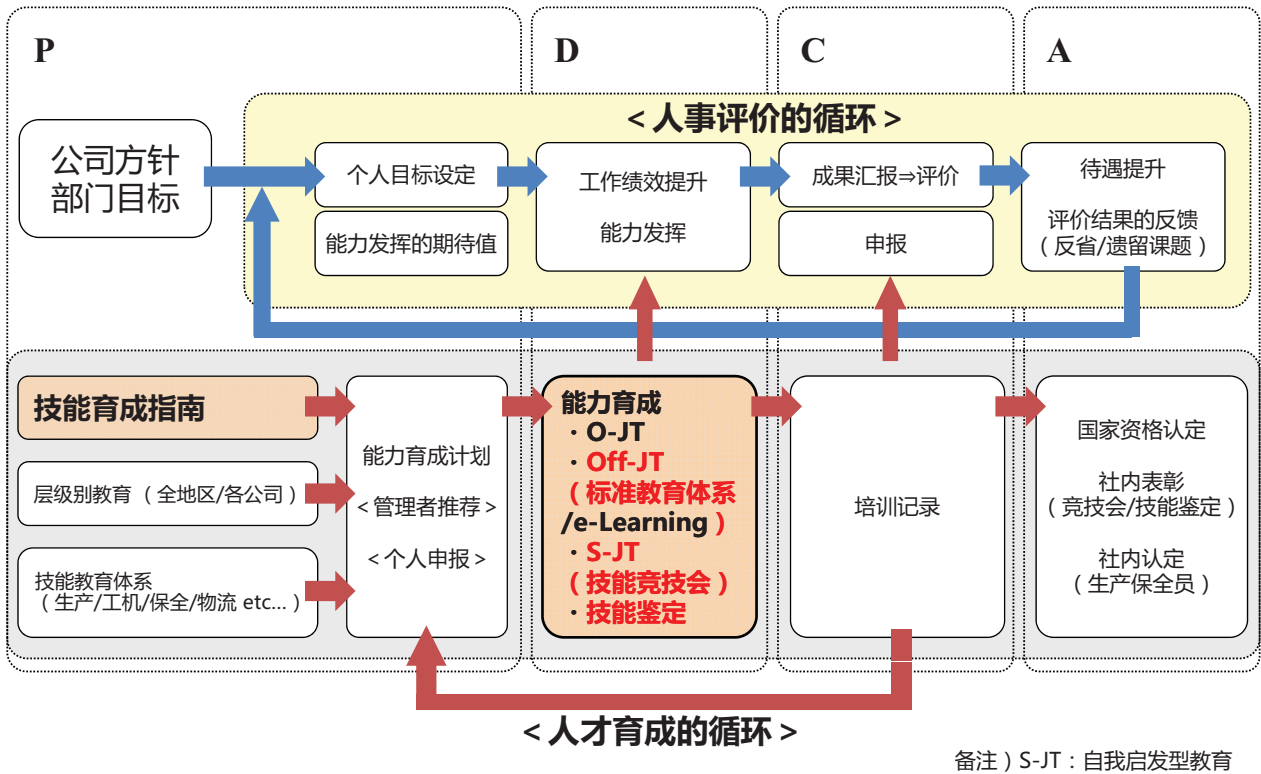 P
D
C
A
<人事评价的循环>
公司方针
部门目标
个人目标设定
能力发挥的期待值
工作绩效提升
能力发挥
成果汇报⇒评价
申报
待遇提升
评价结果的反馈
(反省/遗留课题)
技能育成指南
层级别教育 (全地区/各公司)
技能教育体系
(生产/工机/保全/物流 etc…)
能力育成计划
<管理者推荐>
<个人申报>
能力育成
・O-JT
・Off-JT
(标准教育体系
/e-Learning)
・S-JT
(技能竞技会)
・技能鉴定
培训记录
国家资格认定
社内表彰
(竞技会/技能鉴定)
社内认定
(生产保全员)
<人才育成的循环>
备注)S-JT:自我启发型教育